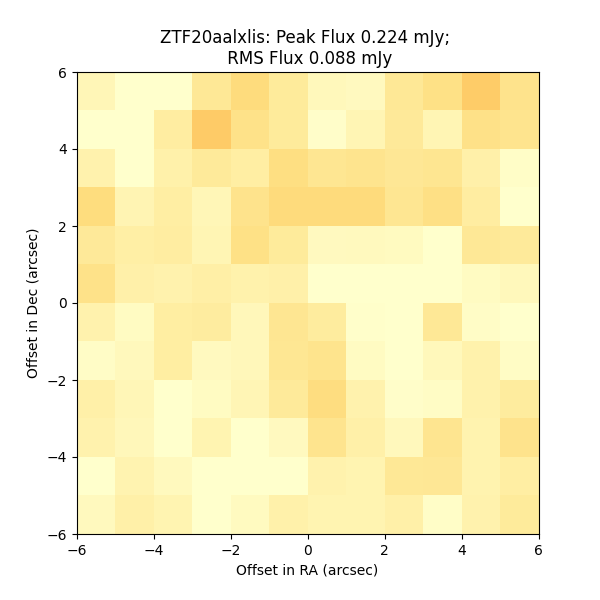 ZTF20aalxlis: Peak Flux 0.224 mJy;
RMS Flux 0.088 mJy
6
4
2
0
−2
−4
−6
Offset in Dec (arcsec)
−6 −4 −2 0 2 4 6
Offset in RA (arcsec)